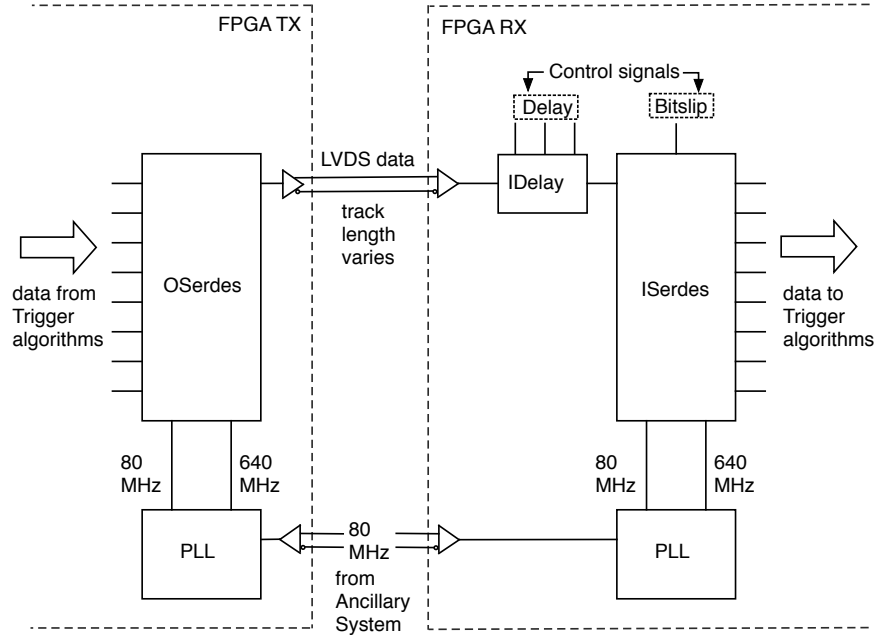 FPGA TX
FPGA RX
Control signals
Delay
Bitslip
LVDS data
IDelay
track
length
varies
OSerdes
ISerdes
data from
Trigger
algorithms
data to
Trigger
algorithms
80
MHz
640
MHz
80
MHz
640
MHz
PLL
80
MHz
PLL
from
Ancillary
System